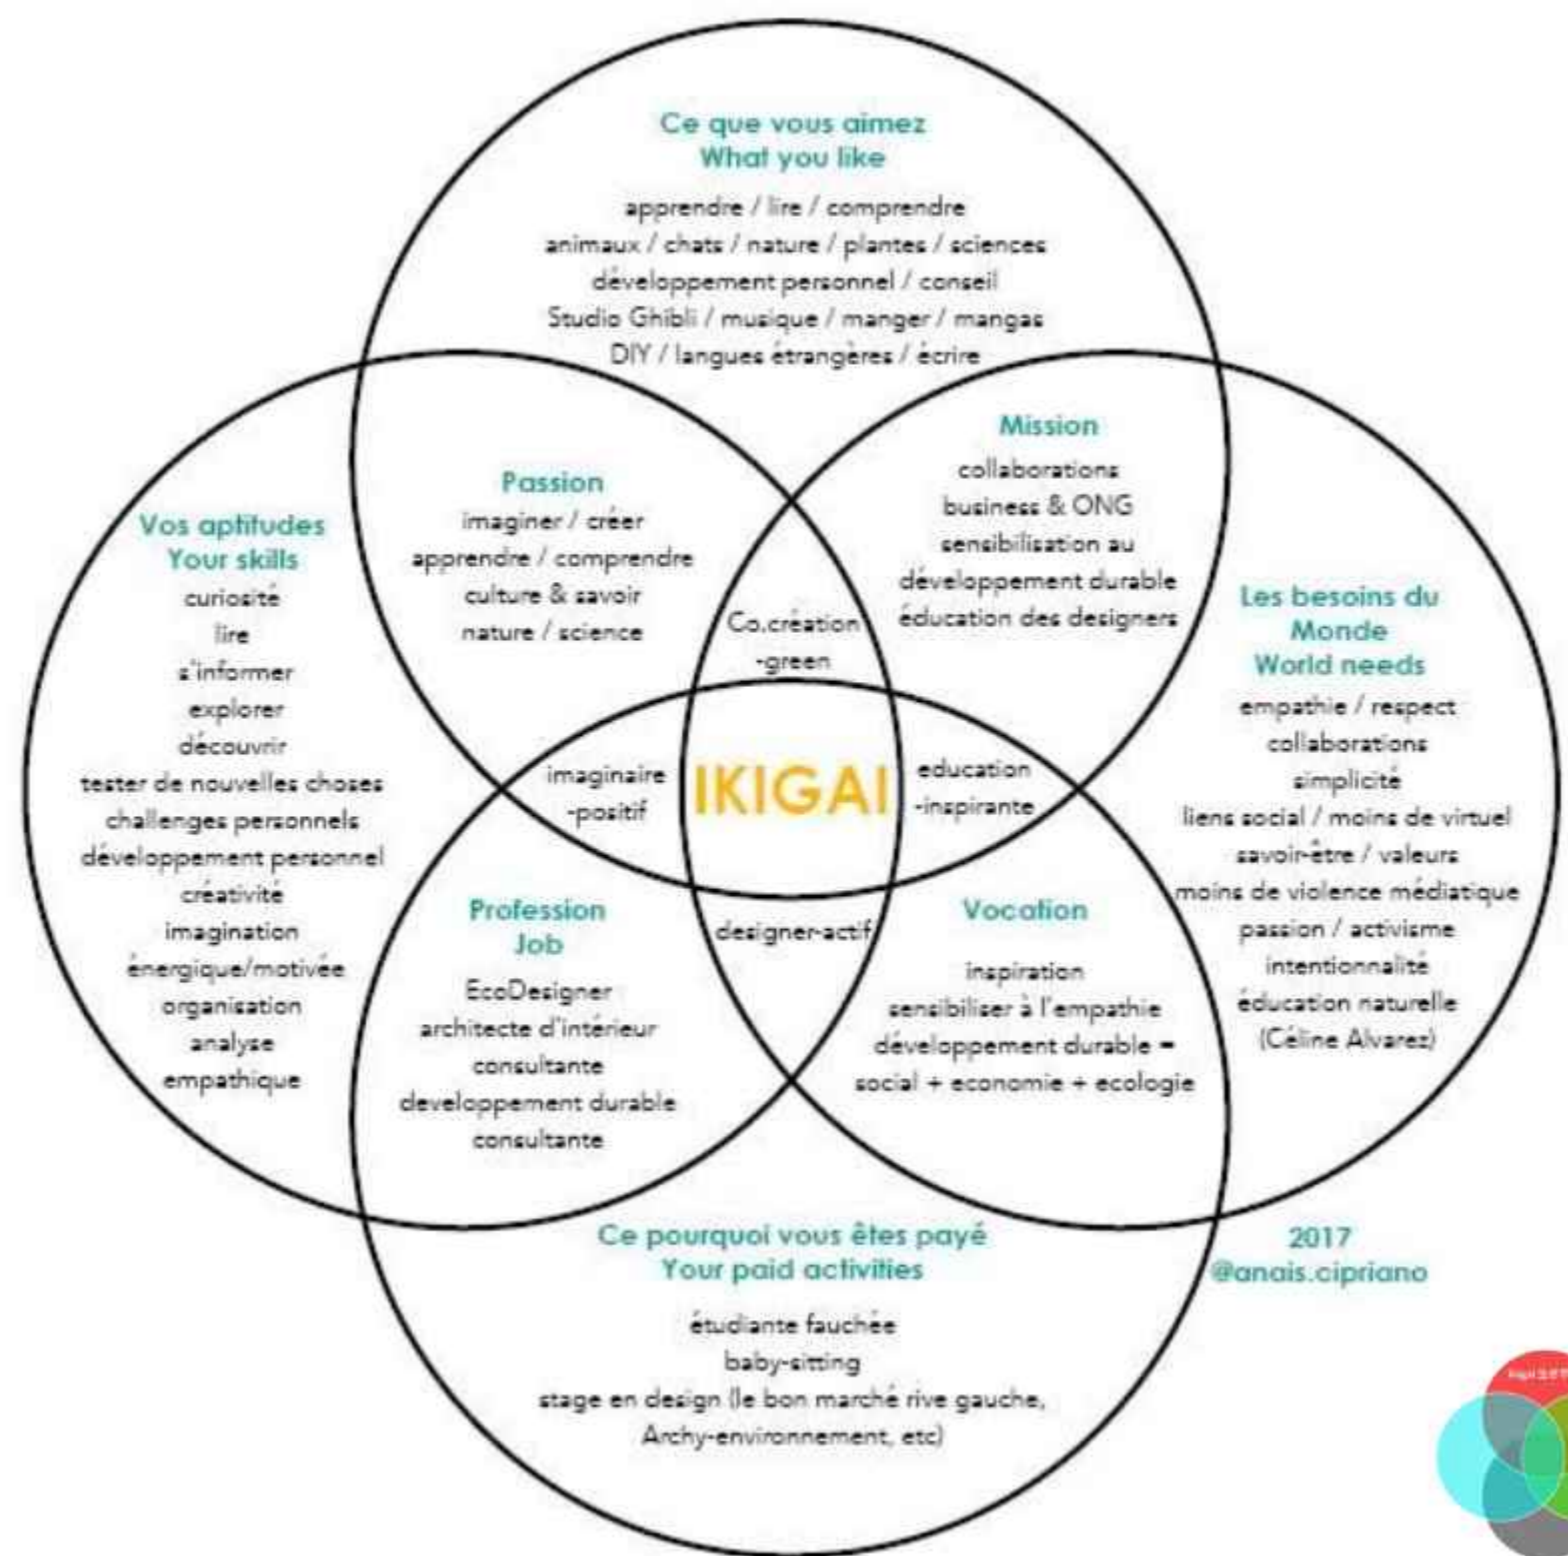 Ce que vous aimez
What you like
apprendre / lire / comprendre
animaux / chats / nature / plantes / sciences
développement personnel / conseil
Studio Ghibli / musique / manger / mangas
DIY / langues étrangères / écrire
Passion
imaginer / créer
apprendre / comprendre
culture & savoir
nature / science
Mission
collaborations
business & ONG
sensibilisation au
développement durable
éducation des designers
Vos aptitudes
Your skills
curiosité
lire
s'informer
explorer
découvrir
tester de nouvelles choses
challenges personnels
développement personnel
créativité
imagination
énergique/motivée
organisation
analyse
empathique
Co.création
-green
imaginaire
-positif
IKIGAI
education
-inspirante
designer-actif
Les besoins du
Monde
World needs
empathie / respect
collaborations
simplicité
liens social / moins de virtuel
savoir-être / valeurs
moins de violence médiatique
passion / activisme
intentionnalité
éducation naturelle
(Céline Alvarez)
Profession
Job
EcoDesigner
architecte d'intérieur
consultante
developpement durable
consultante
Vocation
inspiration
sensibiliser à l'empathie
développement durable =
social + economie + ecologie
Ce pourquoi vous êtes payé
Your paid activities
étudiante fauchée
baby-sitting
stage en design (le bon marché rive gauche,
Archy-environnement, etc)
2017
@anais.cipriano